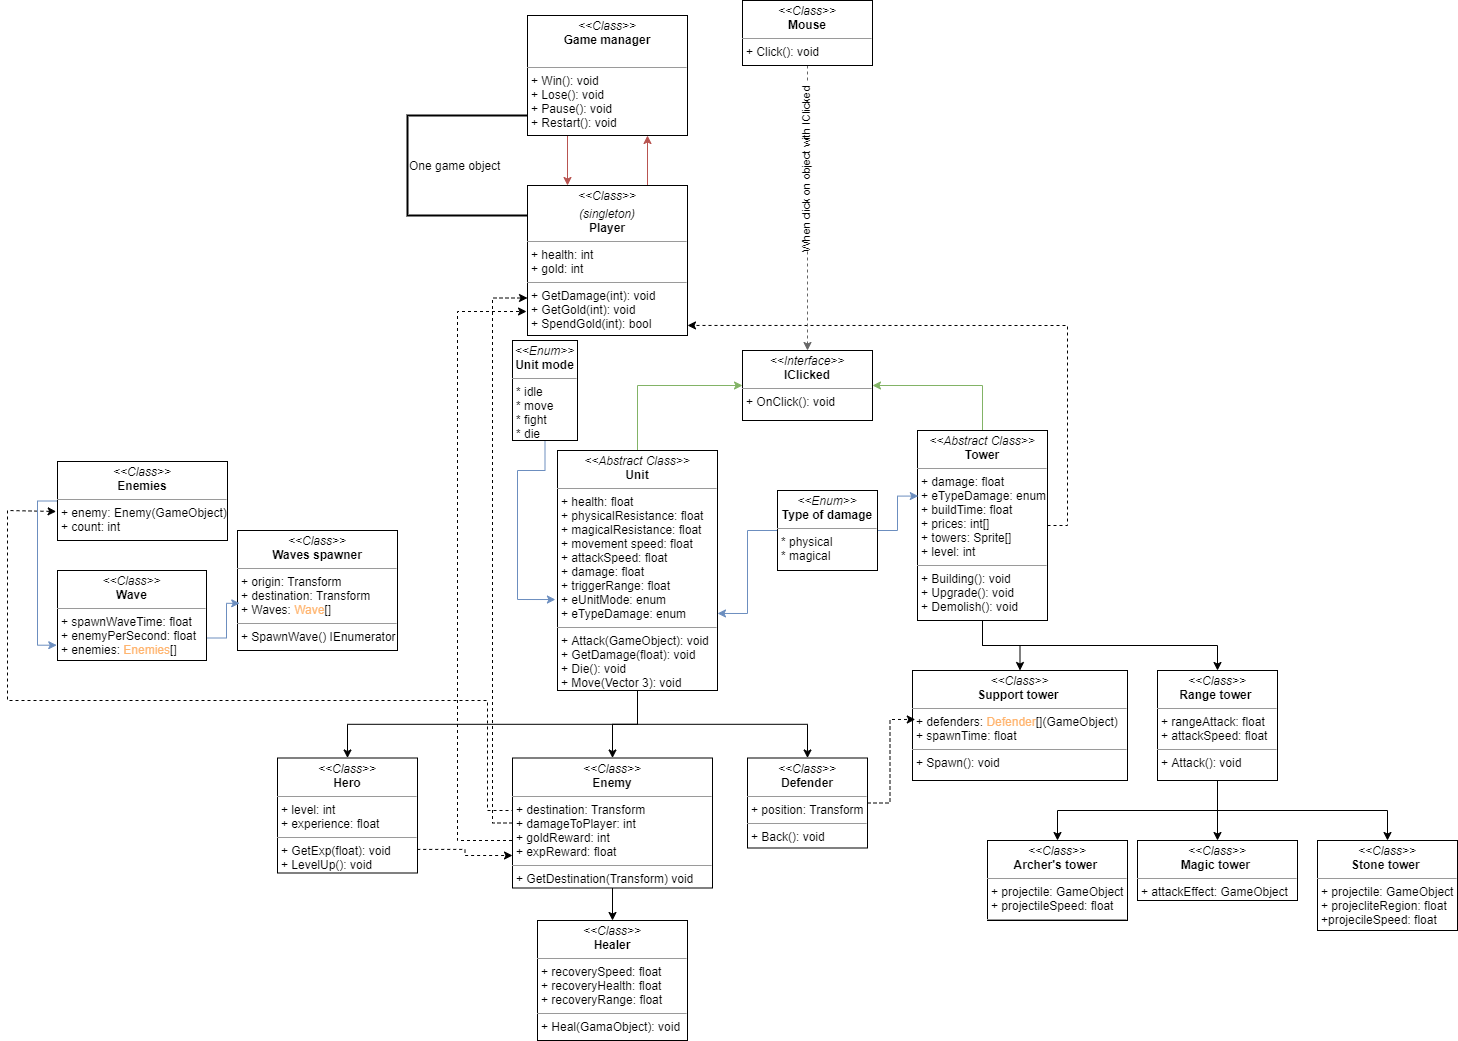 <<Class>>
Game manager
+ Win(): void
+ Lose(): void
+ Pause(): void
+ Restart(): void
<<Class>>
Mouse
+ Click(): void
When click on object with IClicked
One game object
<<Class>>
(singleton)
Player
+ health: int
+ gold: int
+ GetDamage(int): void
+ GetGold(int): void
+ SpendGold(int): bool
<<Enum>>
Unit mode
* idle
* move
* fight
* die
<<Interface>>
IClicked
+ OnClick(): void
<<Abstract Class>>
Unit
+ health: float
+ physicalResistance: float
+ magicalResistance: float
+ movement speed: float
+ attackSpeed: float
+ damage: float
+ triggerRange: float
+ eUnitMode: enum
+ eTypeDamage: enum
+ Attack(GameObject): void
+ GetDamage(float): void
+ Die(): void
+ Move(Vector 3): void
<<Enum>>
Type of damage
* physical
* magical
<<Abstract Class>>
Tower
+ damage: float
+ eTypeDamage: enum
+ buildTime: float
+ prices: int[]
+ towers: Sprite[]
+ level: int
+ Building(): void
+ Upgrade(): void
+ Demolish(): void
<<Class>>
Enemies
+ enemy: Enemy(GameObject)
+ count: int
<<Class>>
Waves spawner
+ origin: Transform
+ destination: Transform
+ Waves: Wave[]
+ SpawnWave() IEnumerator
<<Class>>
Wave
+ spawnWaveTime: float
+ enemyPerSecond: float
+ enemies: Enemies[]
<<Class>>
Support tower
+ defenders: Defender[](GameObject)
+ spawnTime: float
+ Spawn(): void
<<Class>>
Range tower
+ rangeAttack: float
+ attackSpeed: float
+ Attack(): void
<<Class>>
Hero
+ level: int
+ experience: float
+ GetExp(float): void
+ LevelUp(): void
<<Class>>
Enemy
+ destination: Transform
+ damageToPlayer: int
+ goldReward: int
+ expReward: float
+ GetDestination(Transform) void
<<Class>>
Defender
+ position: Transform
+ Back(): void
<<Class>>
Archer's tower
+ projectile: GameObject
+ projectileSpeed: float
<<Class>>
Magic tower
+ attackEffect: GameObject
<<Class>>
Stone tower
+ projectile: GameObject
+ projecliteRegion: float
+projecileSpeed: float
<<Class>>
Healer
+ recoverySpeed: float
+ recoveryHealth: float
+ recoveryRange: float
+ Heal(GamaObject): void